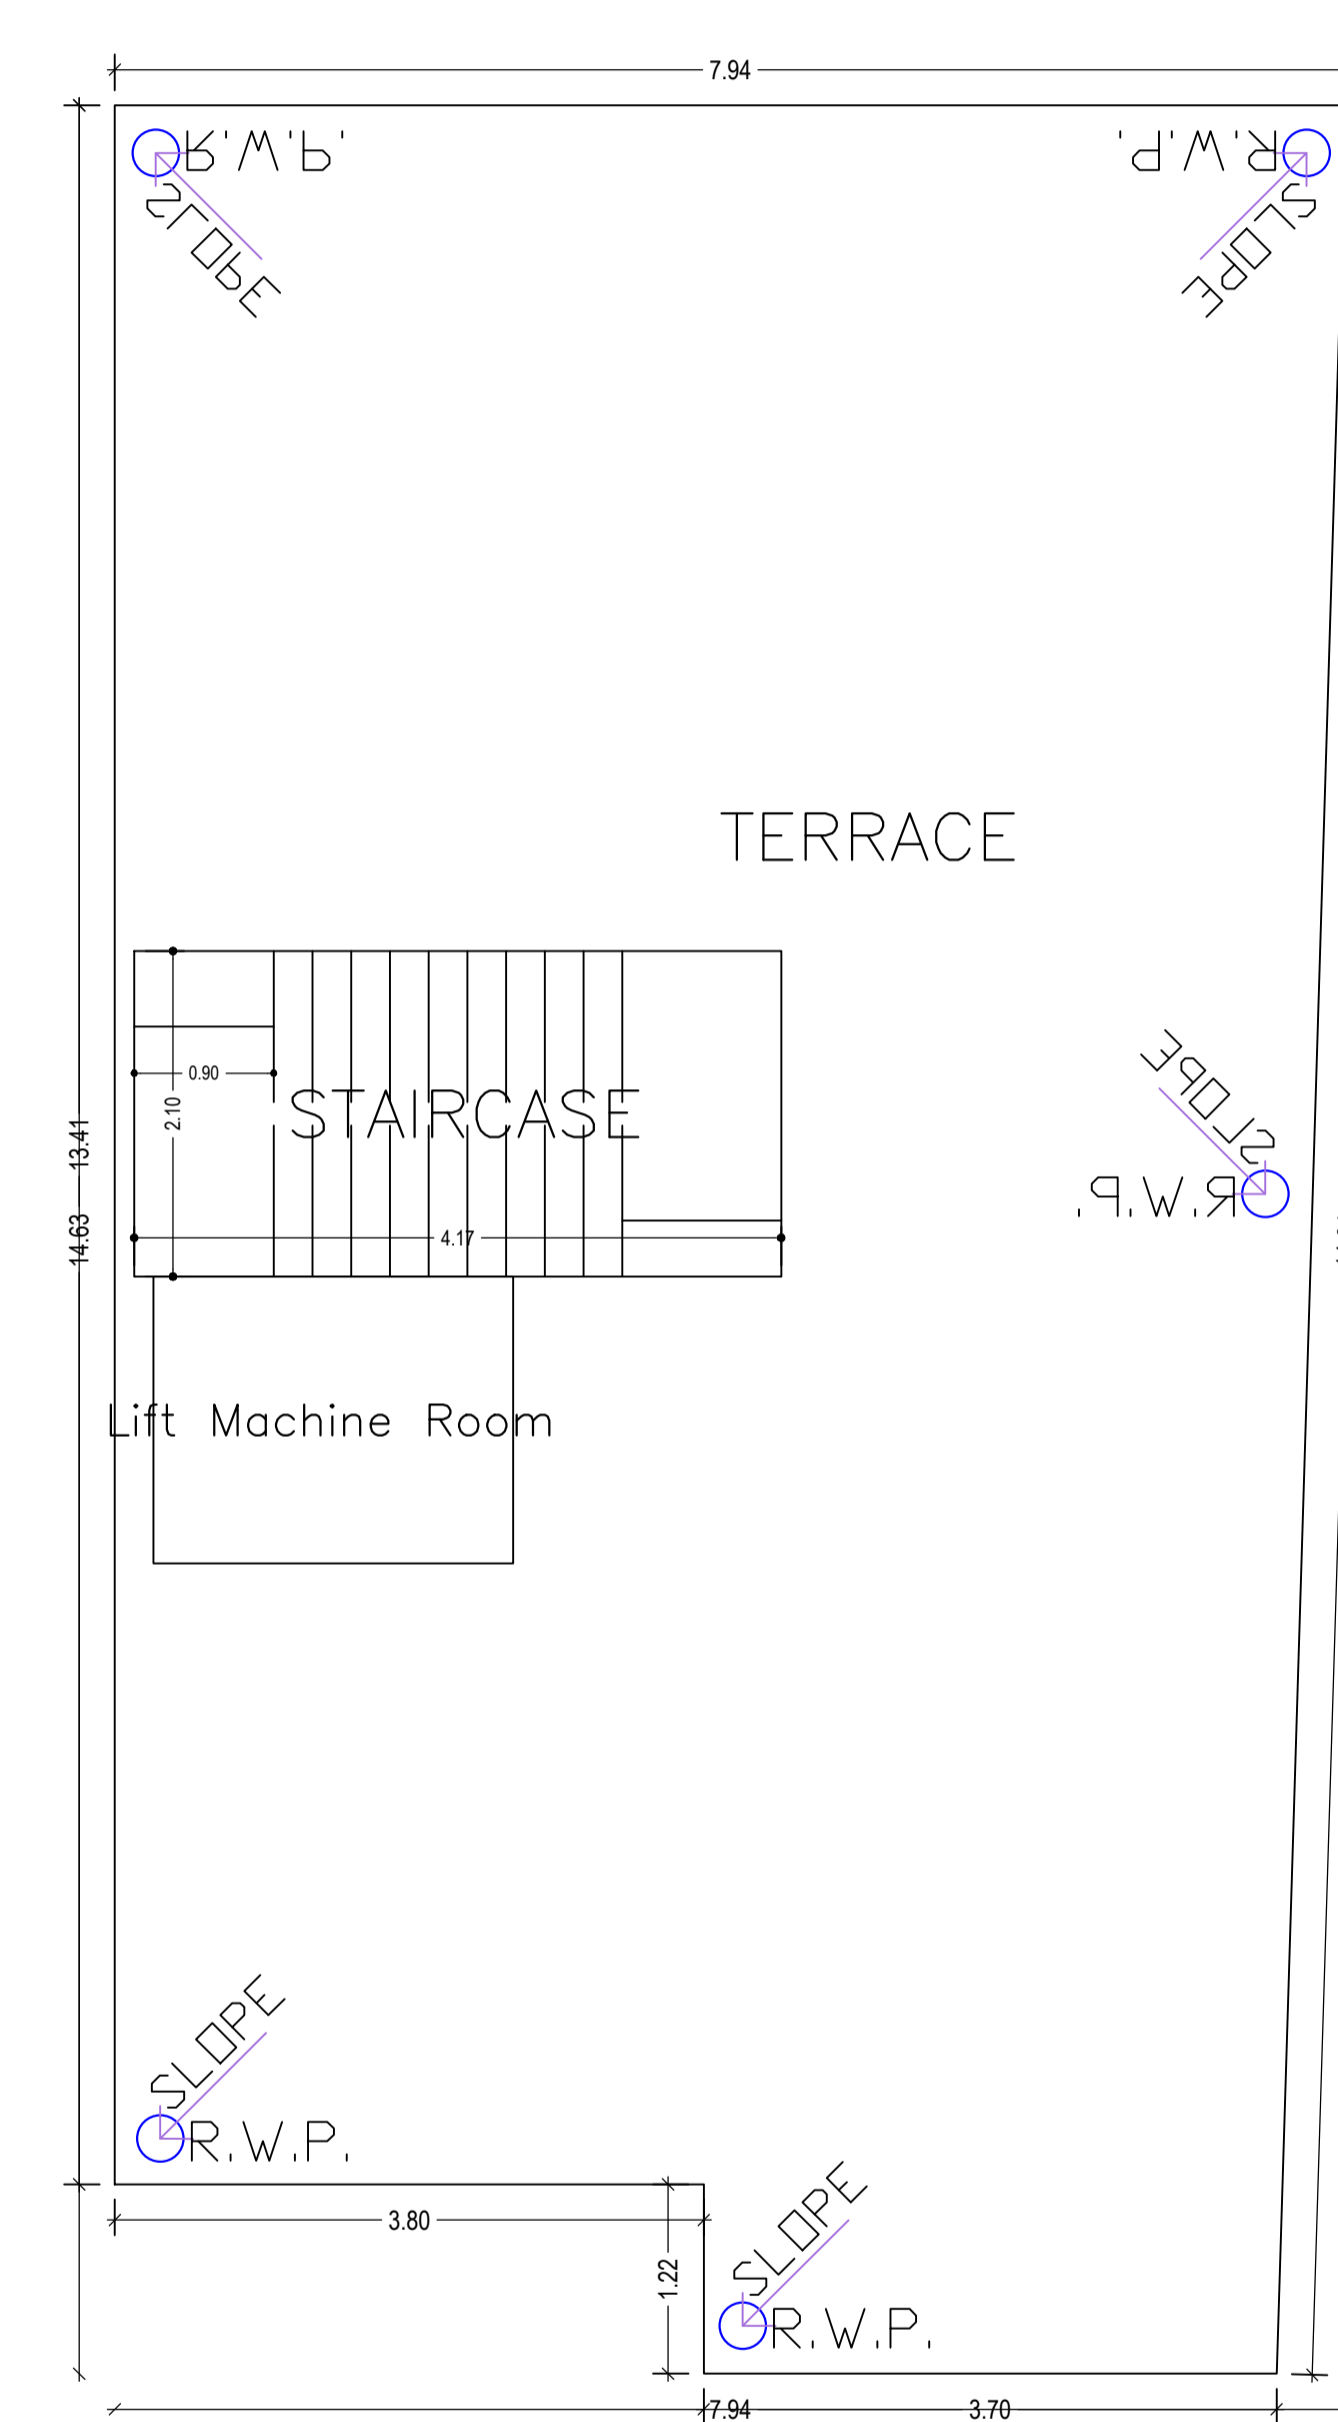 7.94
R.W.P.
R.W.P.
SLOPE
SLOPE
TERRACE
SLOPE
0.90
STAIRCASE
2.10
13.41
R.W.P.
14.63
4.17
Lift Machine Room
SLOPE
R.W.P.
SLOPE
3.80
1.22
R.W.P.
7.94
3.70